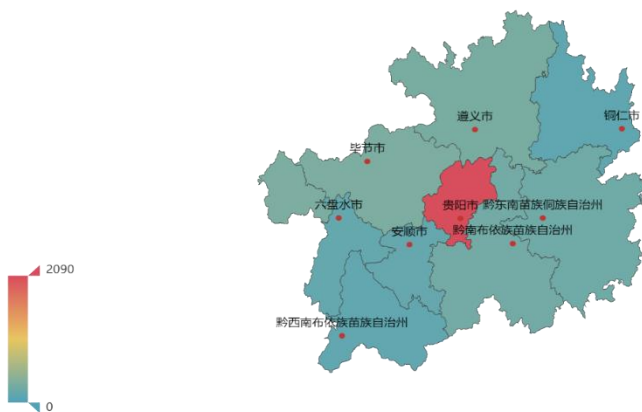 遵义市
铜仁市
毕节市
六盘水市
贵阳市
黔东南苗族侗族自治州
安顺市
黔南布依族苗族自治州
2090
黔西南布依族苗族自治州
0